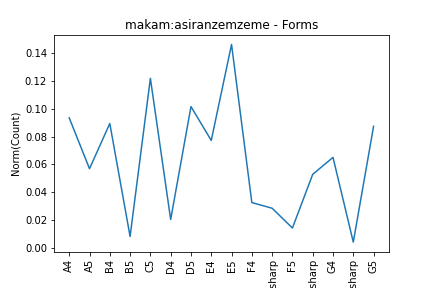 makam:asiranzemzeme - Forms
Norm(Count)
0.14
0.12
0.10
0.08
0.06
0.04
0.02
0.00
A4
A5
B4
B5
C5
D4
D5
E4
E5
F4
sharp
F5
sharp
G4
sharp
G5